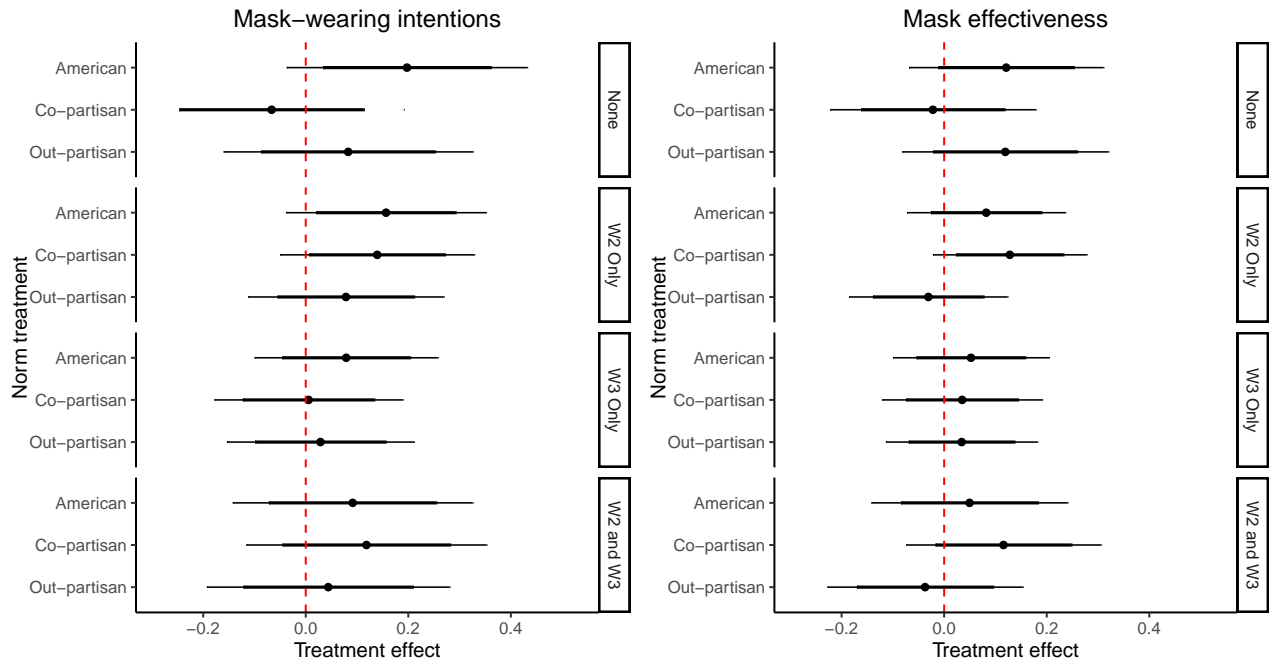 Mask−wearing intentions
American
Co−partisan
Out−partisan
None
American
Co−partisan
Out−partisan
W2 Only
American
Co−partisan
Out−partisan
W3 Only
American
Co−partisan
Out−partisan
W2 and W3
Norm treatment
−0.2 0.0 0.2 0.4
Treatment effect
Mask effectiveness
American
Co−partisan
Out−partisan
None
American
Co−partisan
Out−partisan
W2 Only
American
Co−partisan
Out−partisan
W3 Only
American
Co−partisan
Out−partisan
W2 and W3
Norm treatment
−0.2 0.0 0.2 0.4
Treatment effect